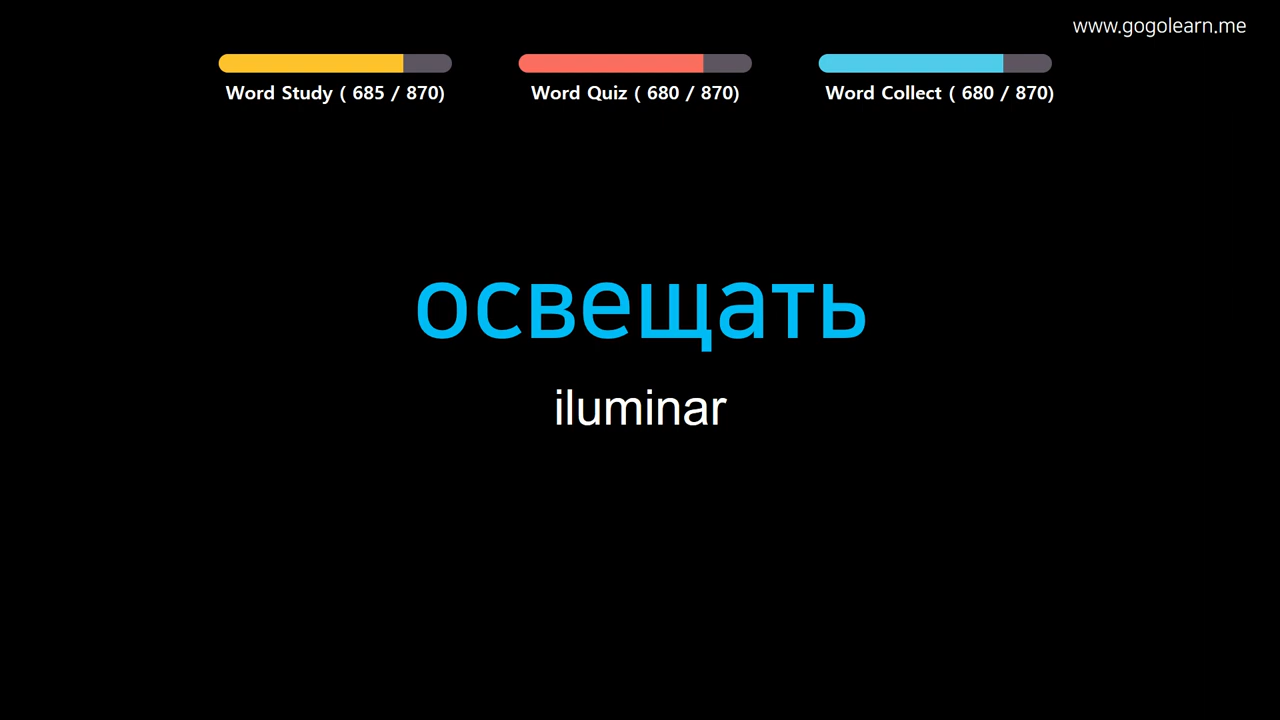 www.gogolearn.me
Word Study ( 685 / 870)
Word Quiz ( 680 / 870)
Word Collect ( 680 / 870)
освещать
iluminar